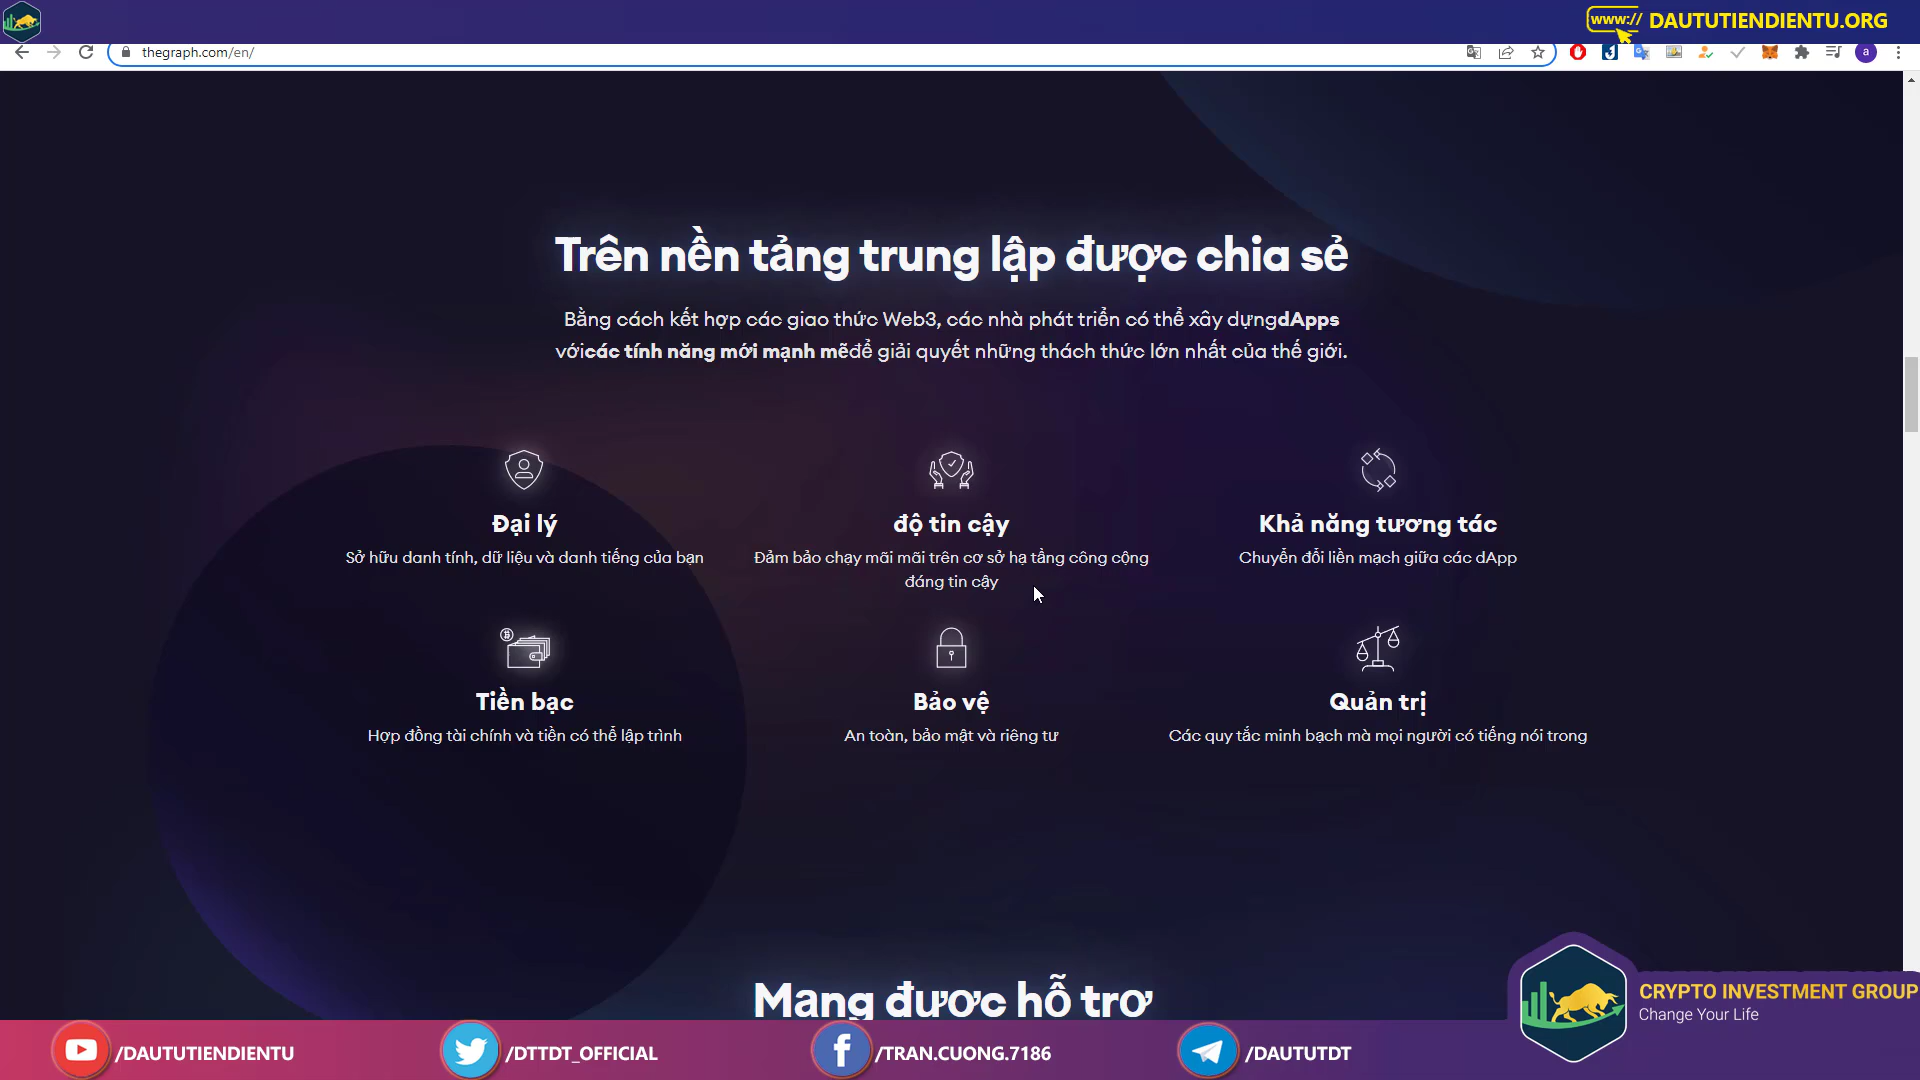 www:// DAUTUTIENDIENTU.ORG
thegraph.com/en/
a
Trên nền tảng trung lập được chia sẻ
Bằng cách kết hợp các giao thức Web3, các nhà phát triển có thể xây dựngdApps
vớicác tính năng mới mạnh mẽđể giải quyết những thách thức lớn nhất của thế giới.
Đại lý
Sở hữu danh tính, dữ liệu và danh tiếng của bạn
độ tin cậy
Đảm bảo chạy mãi mãi trên cơ sở hạ tầng công cộng
đáng tin cậy
Khả năng tương tác
Chuyển đổi liền mạch giữa các dApp
Tiền bạc
Hợp đồng tài chính và tiền có thể lập trình
Bảo vệ
An toàn, bảo mật và riêng tư
Quản trị
Các quy tắc minh bạch mà mọi người có tiếng nói trong
Mạng được hỗ trợ
CRYPTO INVESTMENT GROUP
Change Your Life
/DAUTUTIENDIENTU
/DTTDT_OFFICIAL
/TRAN.CUONG.7186
/DAUTUTDT